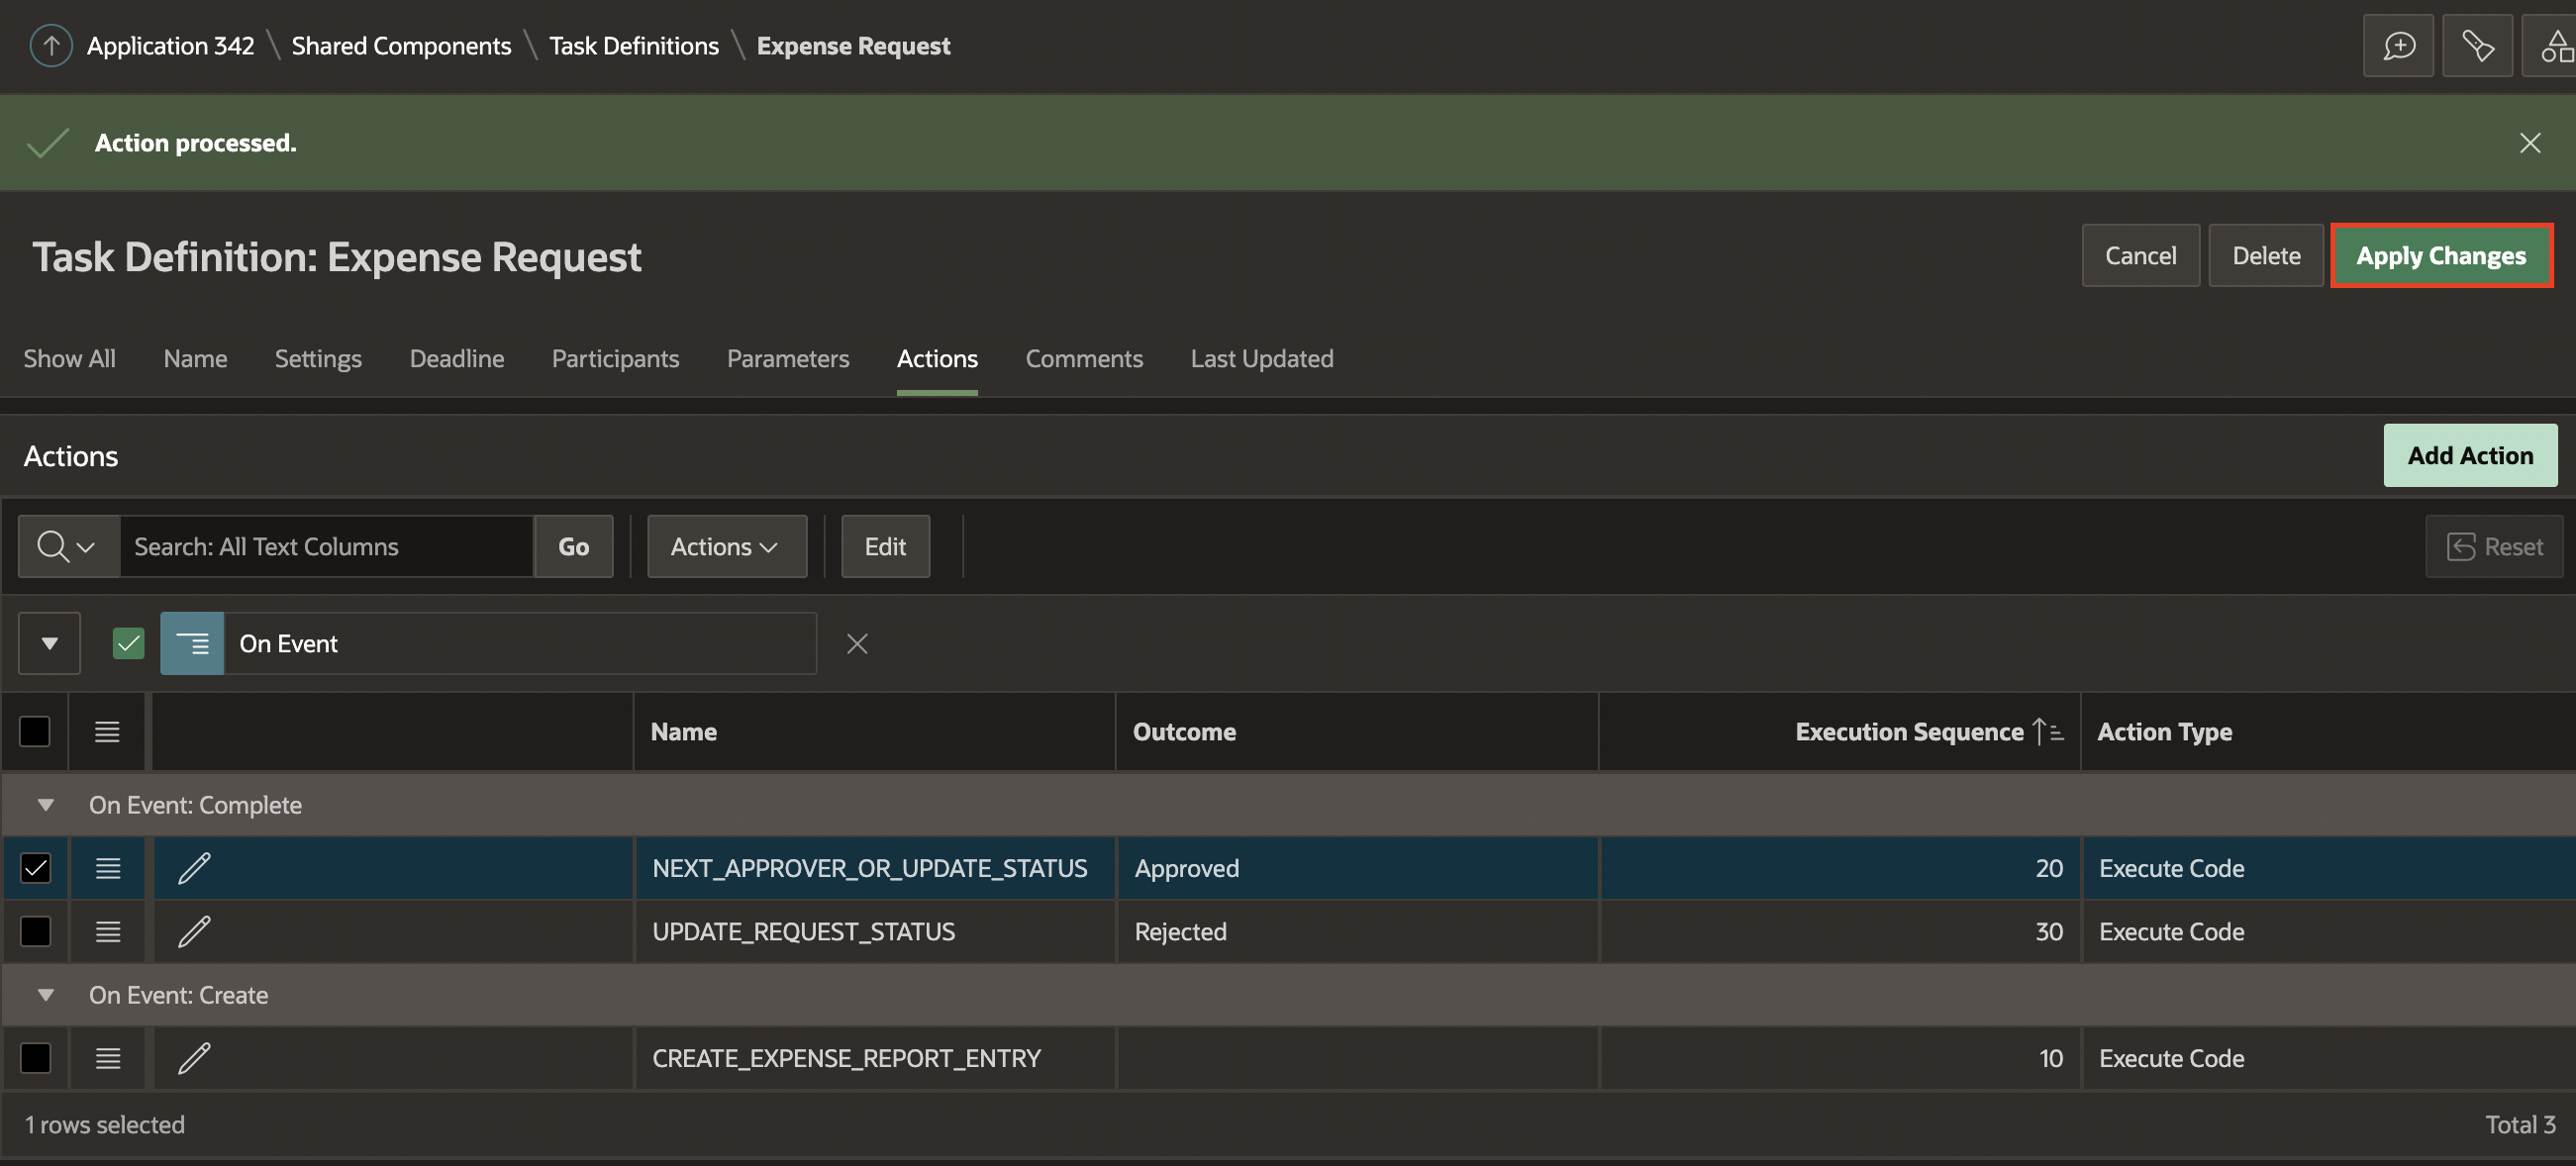 Application 342 \ Shared Components \ Task Definitions \ Expense Request
Action processed.
Task Definition: Expense Request
Cancel Delete Apply Changes
Show All Name Settings Deadline Participants Parameters Actions Comments Last Updated
Actions
Add Action
Search: All Text Columns Go Actions Edit Reset
On Event
Name Outcome Execution Sequence Action Type
On Event: Complete
NEXT_APPROVER_OR_UPDATE_STATUS Approved 20 Execute Code
UPDATE_REQUEST_STATUS Rejected 30 Execute Code
On Event: Create
CREATE_EXPENSE_REPORT_ENTRY 10 Execute Code
1 rows selected Total 3